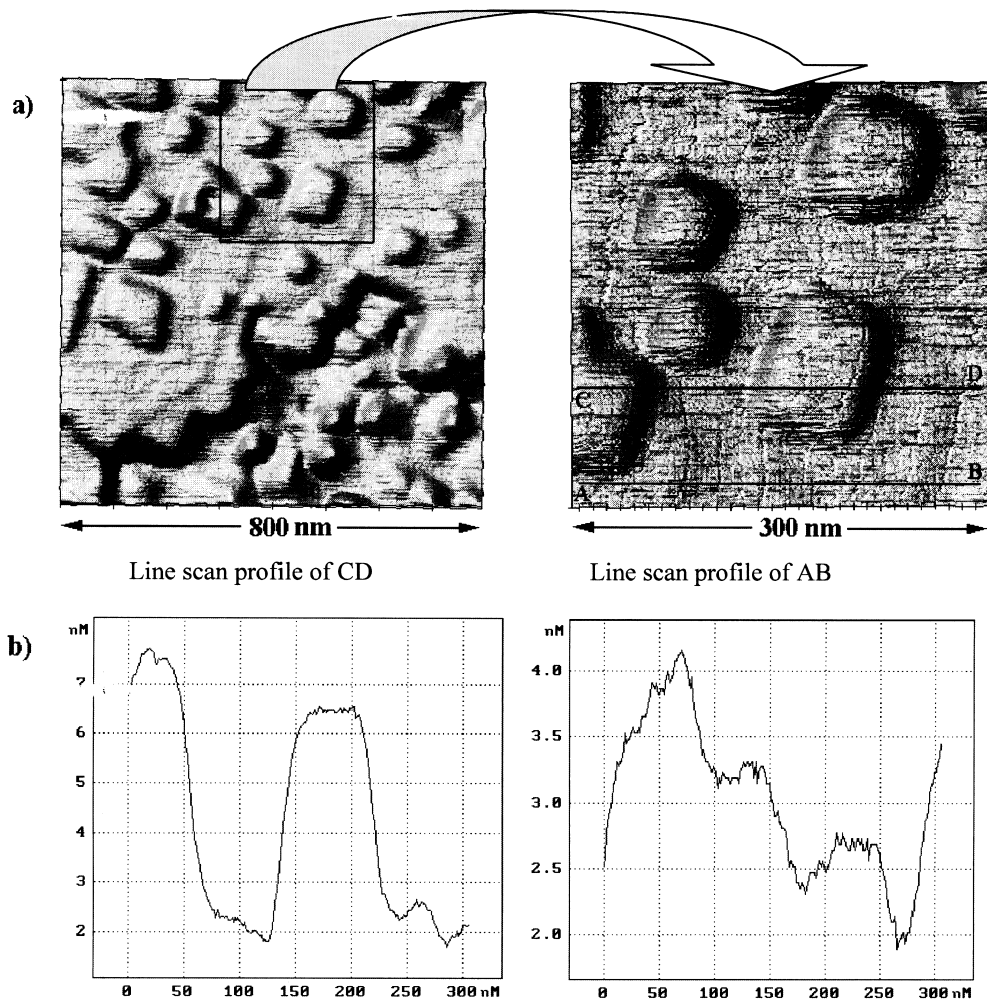 a)
D
C
B
A
800 nm
300 nm
Line scan profile of CD
Line scan profile of AB
b)
nM
7
6
5
4
3
2
0 50 100 150 200 250 300 nM
nM
4.0
3.5
3.0
2.5
2.0
0 50 100 150 200 250 300 nM